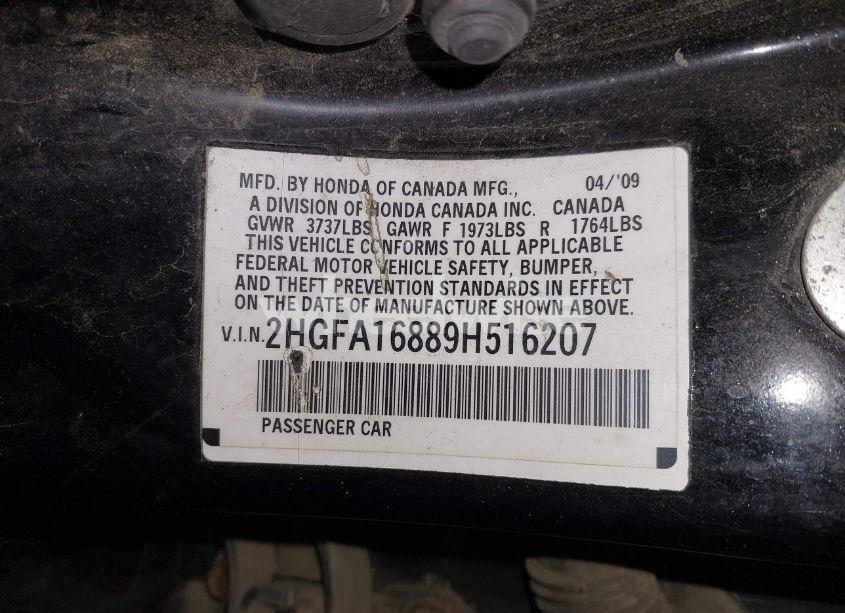 MFD. BY HONDA OF CANADA MFG., 04/'09
A DIVISION OF HONDA CANADA INC. CANADA
GVWR 3737LBS GAWR F 1973LBS R 1764LBS
THIS VEHICLE CONFORMS TO ALL APPLICABLE
FEDERAL MOTOR VEHICLE SAFETY, BUMPER,
AND THEFT PREVENTION STANDARDS IN EFFECT
ON THE DATE OF MANUFACTURE SHOWN ABOVE.
V.I.N. 2HGFA16889H516207
PASSENGER CAR